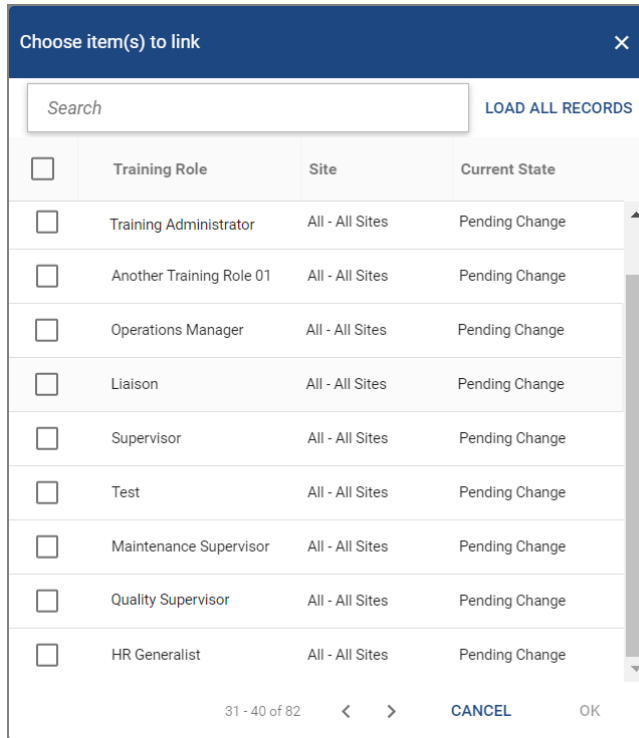 Choose item(s) to link
Search LOAD ALL RECORDS
Training Role Site Current State
Training Administrator All - All Sites Pending Change
Another Training Role 01 All - All Sites Pending Change
Operations Manager All - All Sites Pending Change
Liaison All - All Sites Pending Change
Supervisor All - All Sites Pending Change
Test All - All Sites Pending Change
Maintenance Supervisor All - All Sites Pending Change
Quality Supervisor All - All Sites Pending Change
HR Generalist All - All Sites Pending Change
31 - 40 of 82 CANCEL OK